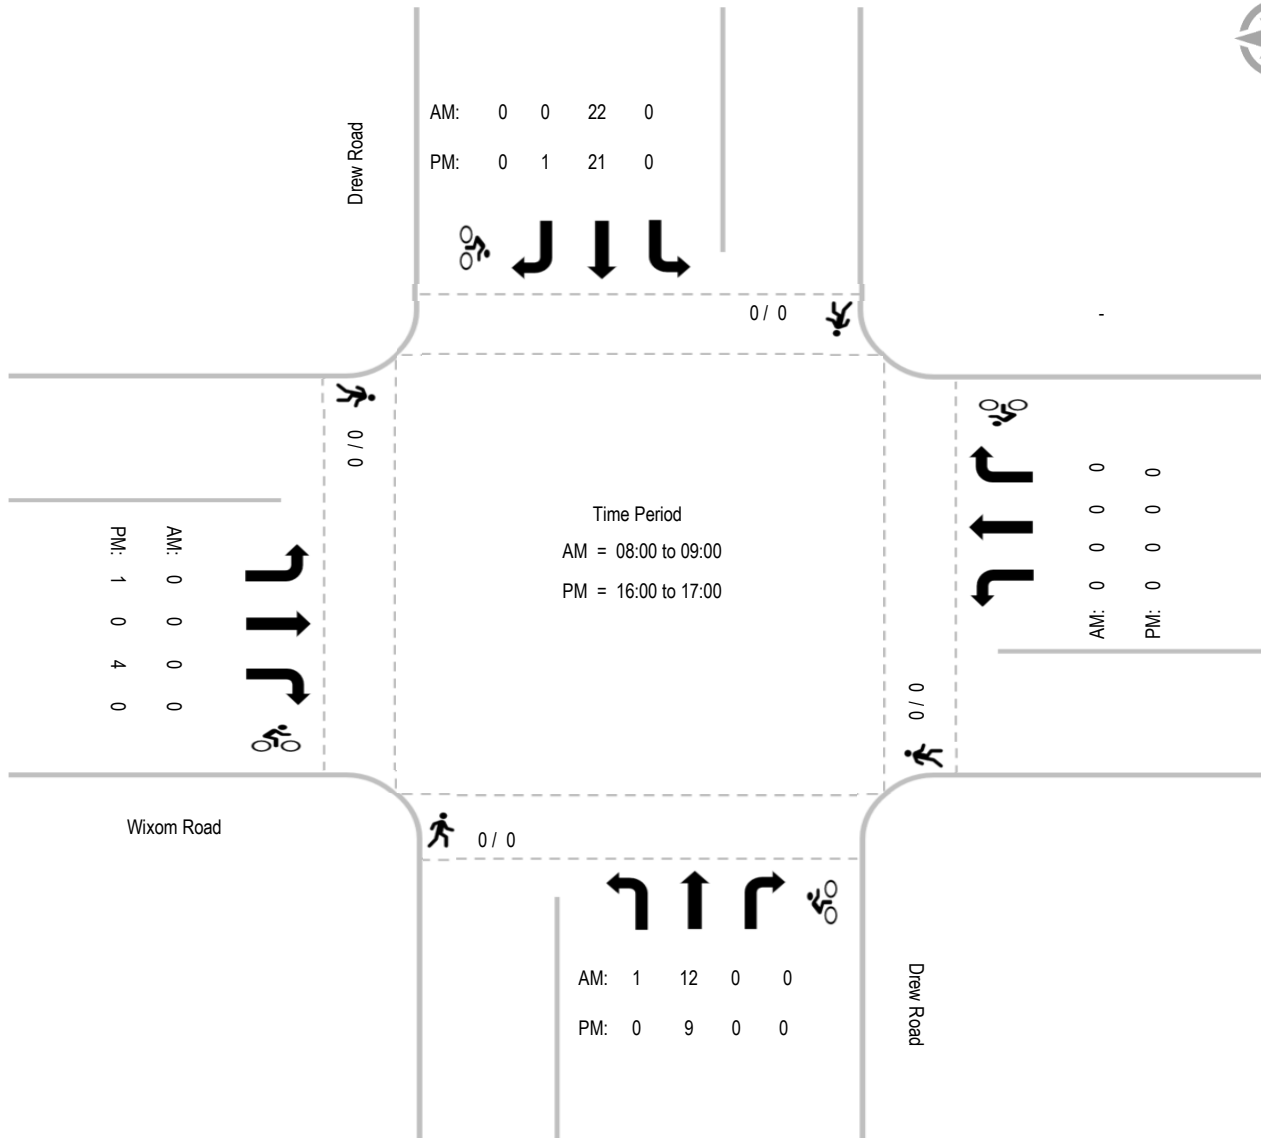 AM: 0 0 22 0
PM: 0 1 21 0
Drew Road
0 / 0
-
0 / 0
AM: 0 0 0 0
PM: 1 0 4 0
Time Period
AM = 08:00 to 09:00
PM = 16:00 to 17:00
AM: 0 0 0 0
PM: 0 0 0 0
0 / 0
Wixom Road
0 / 0
AM: 1 12 0 0
PM: 0 9 0 0
Drew Road